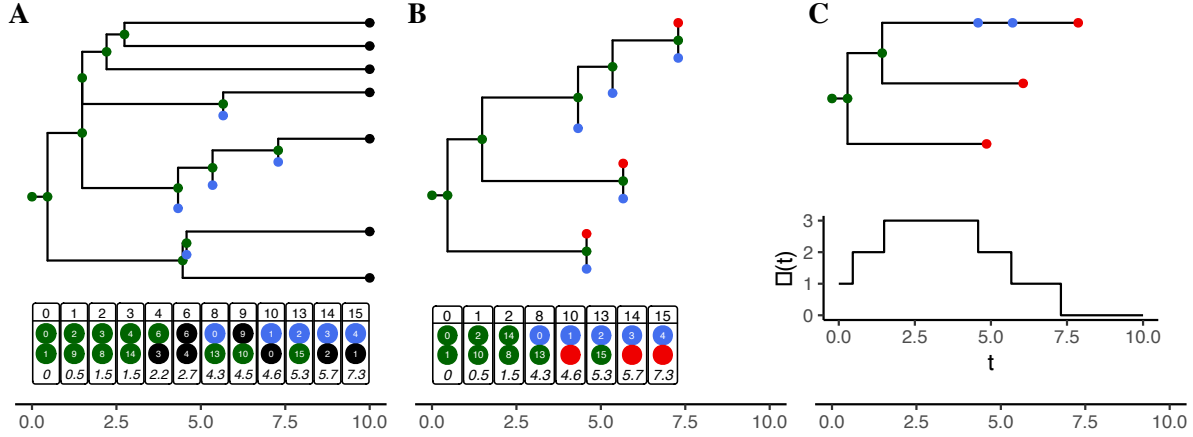 A
0 1 2 3 4 6 8 9 10 13 14 15
0 2 3 4 6 6 0 9 1 2 3 4
1 9 8 14 3 4 13 10 0 15 2 1
0 0.5 1.5 1.5 2.2 2.7 4.3 4.5 4.6 5.3 5.7 7.3
0.0 2.5 5.0 7.5 10.0
B
0 1 2 8 10 13 14 15
0 2 14 0 1 2 3 4
1 10 8 13 15
0 0.5 1.5 4.3 4.6 5.3 5.7 7.3
0.0 2.5 5.0 7.5 10.0
C
□(t)
3
2
1
0
0.0 2.5 5.0 7.5 10.0
t
0.0 2.5 5.0 7.5 10.0